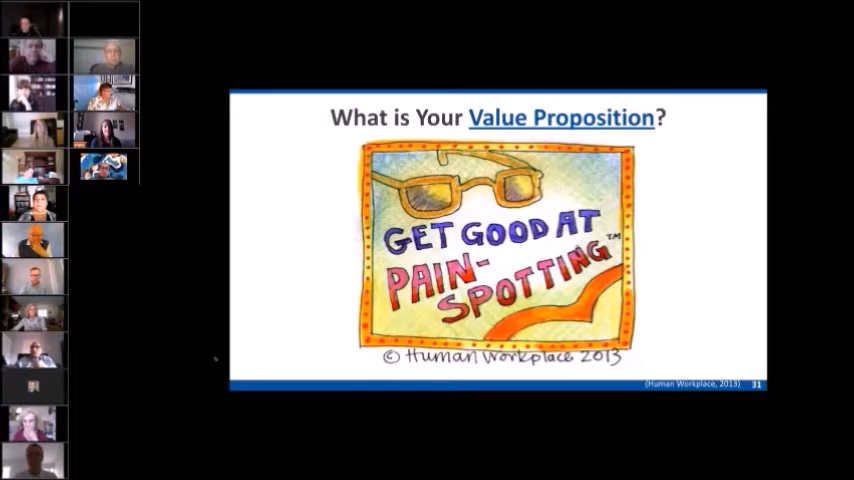 What is Your Value Proposition?
GET GOOD AT
PAIN-
SPOTTING™
© Human Workplace 2013
(Human Workplace, 2013) 31